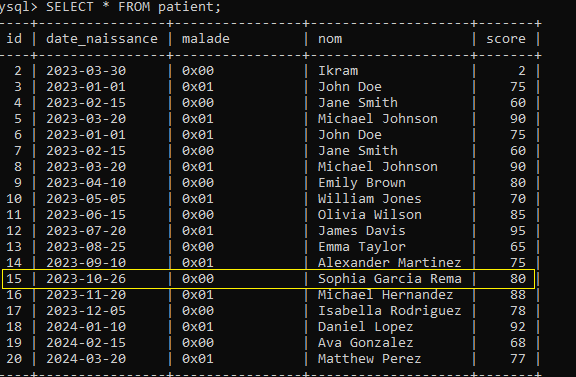 ysql> SELECT * FROM patient;
id | date_naissance | malade | nom | score |
2 | 2023-03-30 | 0x00 | Ikram | 2 |
3 | 2023-01-01 | 0x01 | John Doe | 75 |
4 | 2023-02-15 | 0x00 | Jane Smith | 60 |
5 | 2023-03-20 | 0x01 | Michael Johnson | 90 |
6 | 2023-01-01 | 0x01 | John Doe | 75 |
7 | 2023-02-15 | 0x00 | Jane Smith | 60 |
8 | 2023-03-20 | 0x01 | Michael Johnson | 90 |
9 | 2023-04-10 | 0x00 | Emily Brown | 80 |
10 | 2023-05-05 | 0x01 | William Jones | 70 |
11 | 2023-06-15 | 0x00 | Olivia Wilson | 85 |
12 | 2023-07-20 | 0x01 | James Davis | 95 |
13 | 2023-08-25 | 0x00 | Emma Taylor | 65 |
14 | 2023-09-10 | 0x01 | Alexander Martinez | 75 |
15 | 2023-10-26 | 0x00 | Sophia Garcia Rema | 80 |
16 | 2023-11-20 | 0x01 | Michael Hernandez | 88 |
17 | 2023-12-05 | 0x00 | Isabella Rodriguez | 78 |
18 | 2024-01-10 | 0x01 | Daniel Lopez | 92 |
19 | 2024-02-15 | 0x00 | Ava Gonzalez | 68 |
20 | 2024-03-20 | 0x01 | Matthew Perez | 77 |